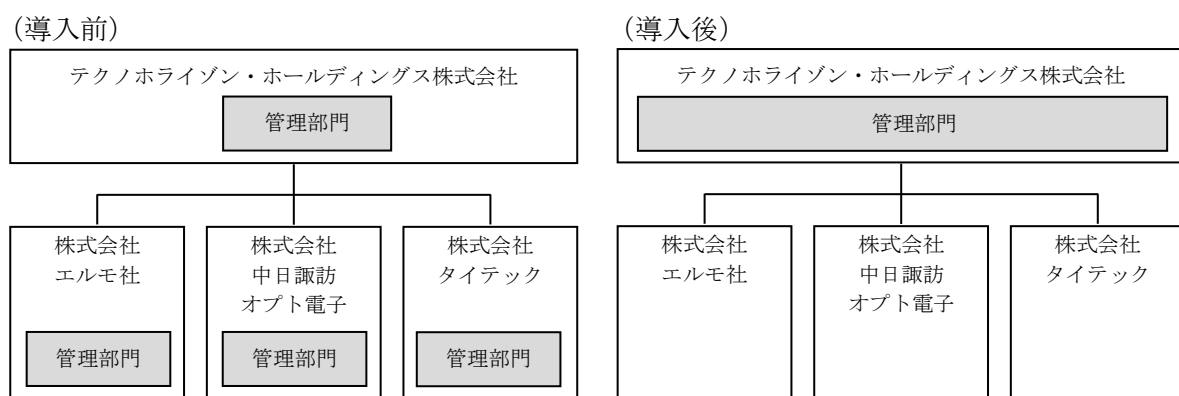 (導入前)
テクノホライゾン・ホールディングス株式会社
管理部門
株式会社
エルモ社
管理部門
株式会社
中日諏訪
オプト電子
管理部門
株式会社
タイテック
管理部門
(導入後)
テクノホライゾン・ホールディングス株式会社
管理部門
株式会社
エルモ社
株式会社
中日諏訪
オプト電子
株式会社
タイテック